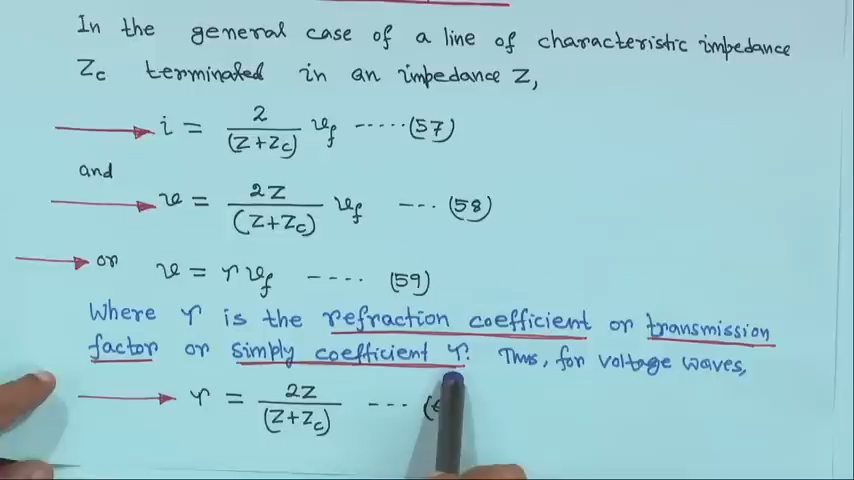 In the general case of a line of characteristic impedance
Zc terminated in an impedance Z,
i = 2/(Z+Zc) vf ------(57)
and
v = 2Z/(Z+Zc) vf --- (58)
or v = τ vf ---- (59)
Where τ is the refraction coefficient or transmission
factor or simply coefficient τ. Thus, for voltage waves,
τ = 2Z/(Z+Zc) ---